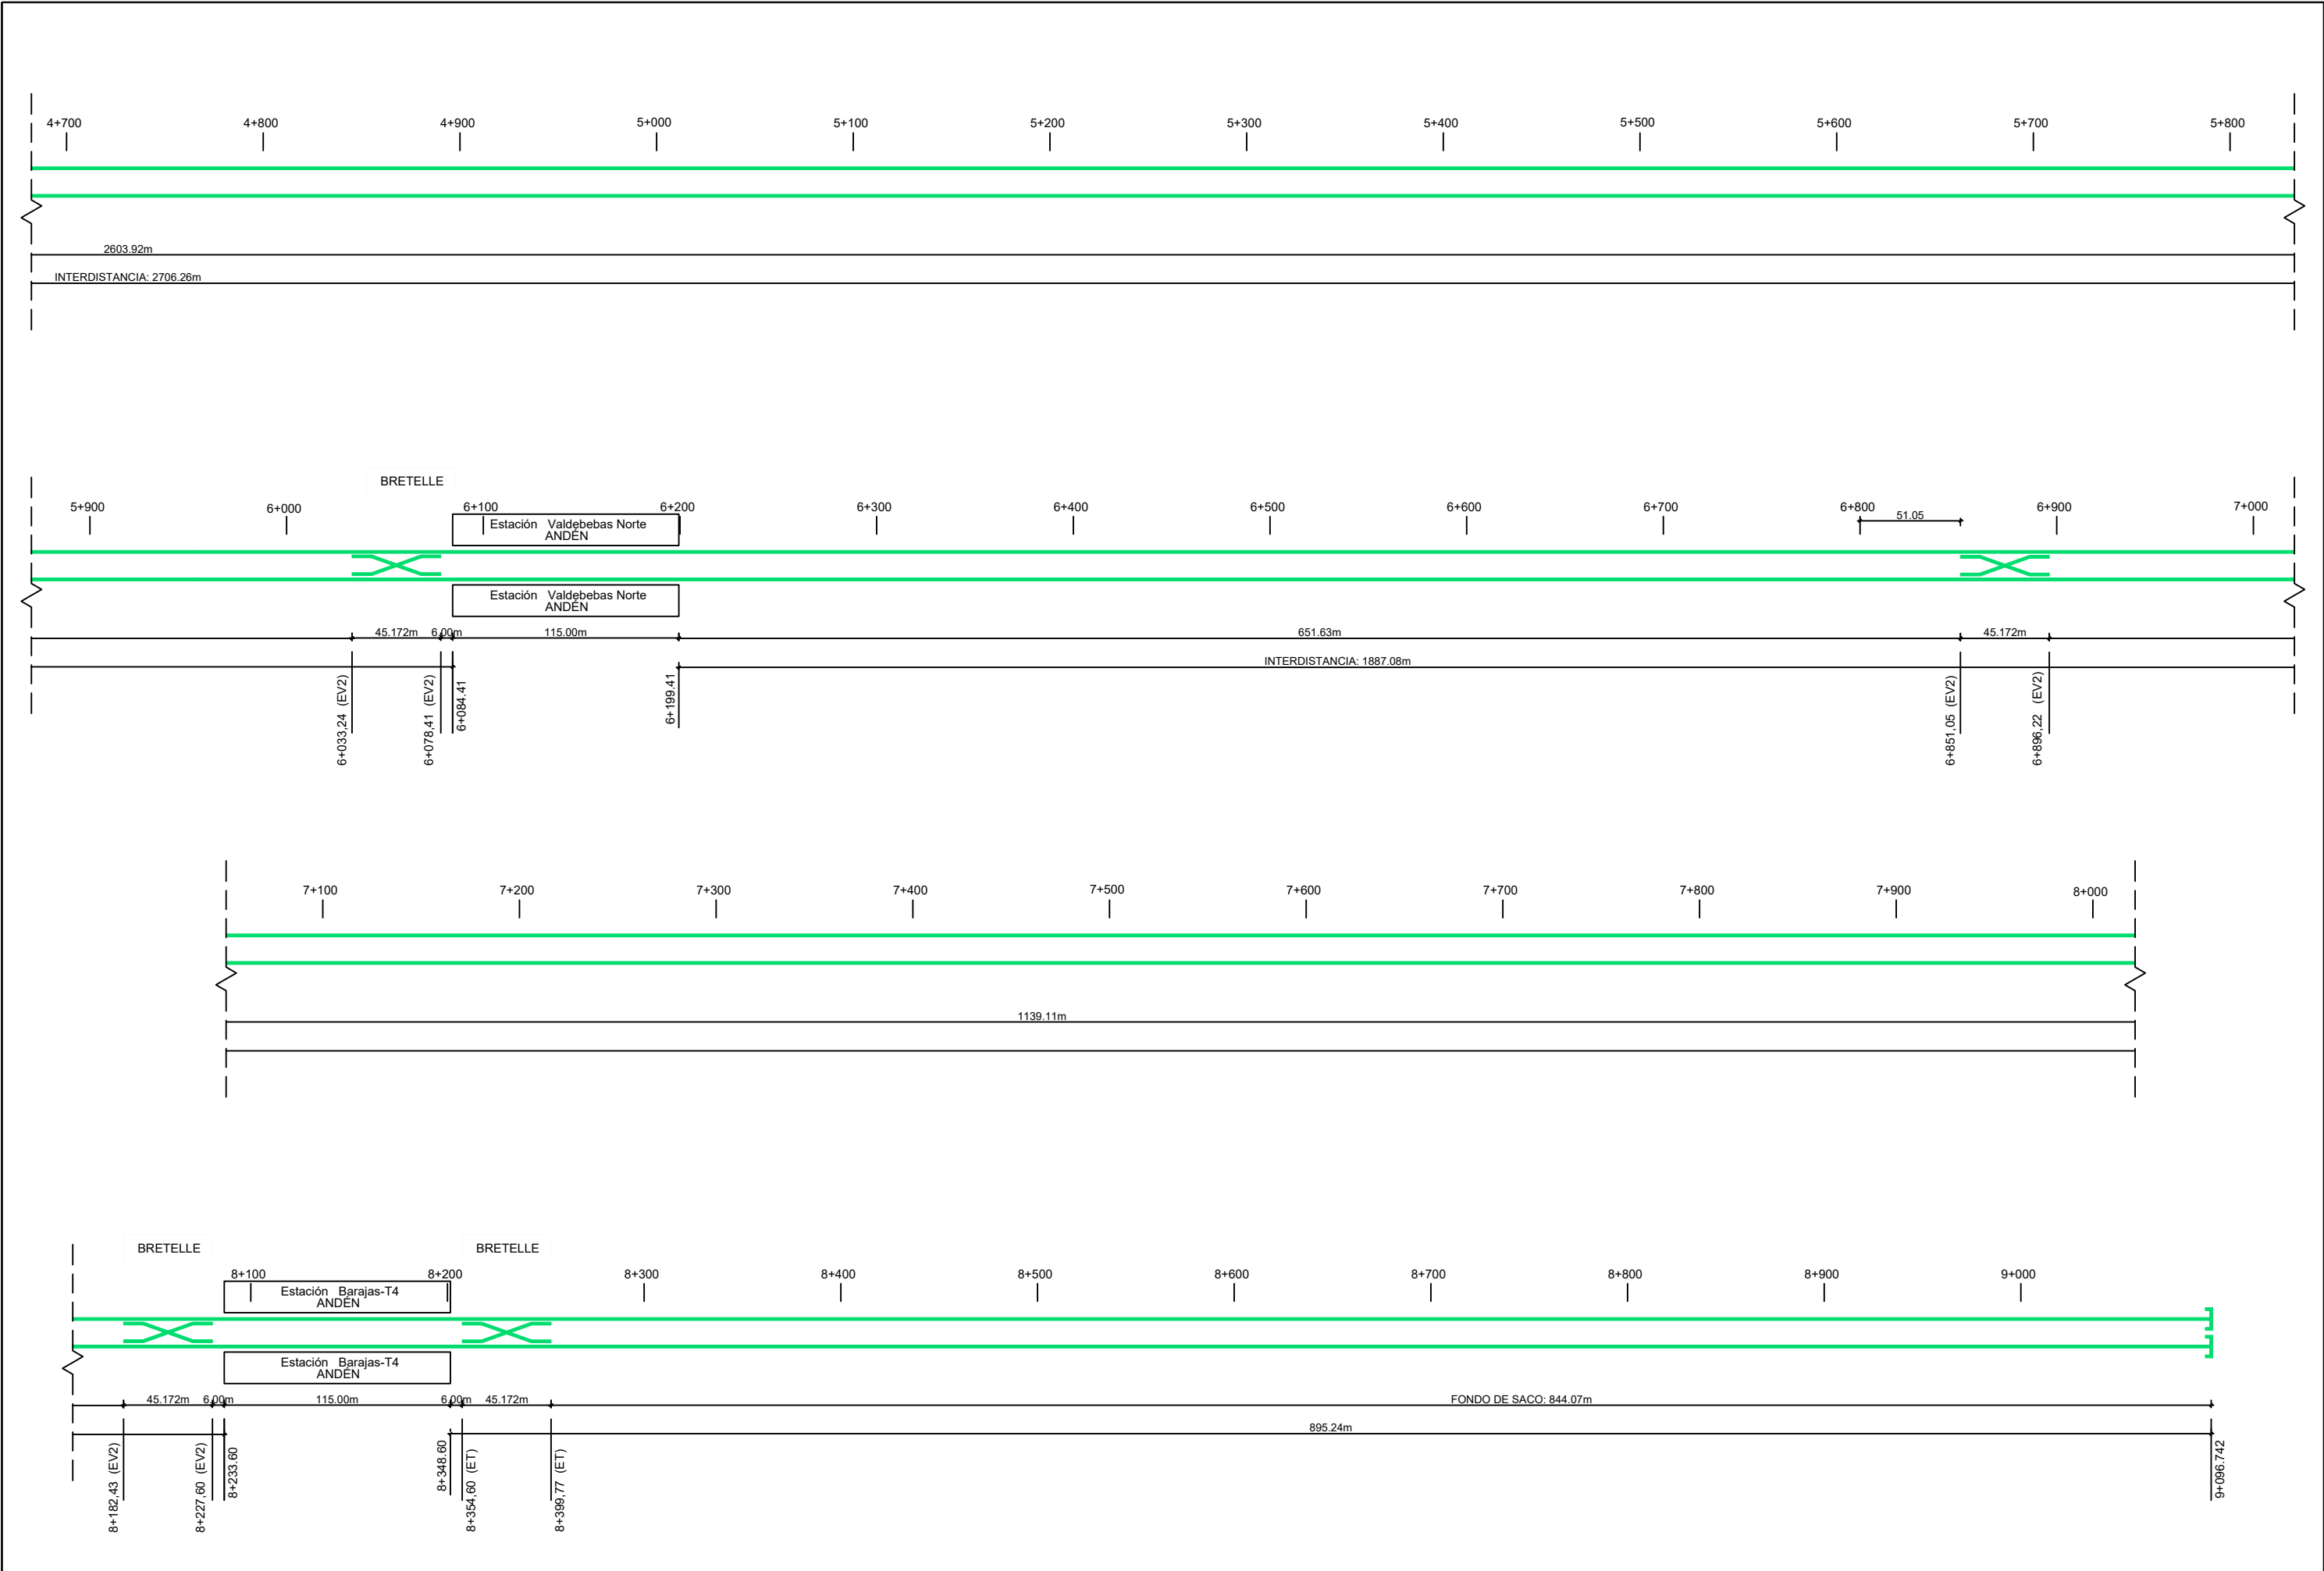 4+700 4+800 4+900 5+000 5+100 5+200 5+300 5+400 5+500 5+600 5+700 5+800
2603.92m
INTERDISTANCIA: 2706.26m
BRETELLE
5+900 6+000 6+100 6+200 6+300 6+400 6+500 6+600 6+700 6+800 6+900 7+000
51.05
Estación Valdebebas Norte
ANDÉN
Estación Valdebebas Norte
ANDÉN
45.172m 6.00m 115.00m 651.63m 45.172m
INTERDISTANCIA: 1887.08m
6+033,24 (EV2)
6+078,41 (EV2)
6+084.41
6+199.41
6+851,05 (EV2)
6+896,22 (EV2)
7+100 7+200 7+300 7+400 7+500 7+600 7+700 7+800 7+900 8+000
1139.11m
BRETELLE BRETELLE
8+100 8+200 8+300 8+400 8+500 8+600 8+700 8+800 8+900 9+000
Estación Barajas-T4
ANDÉN
Estación Barajas-T4
ANDÉN
45.172m 6.00m 115.00m 6.00m 45.172m FONDO DE SACO: 844.07m
895.24m
8+182,43 (EV2)
8+227,60 (EV2)
8+233.60
8+348.60
8+354,60 (ET)
8+399,77 (ET)
9+096.742